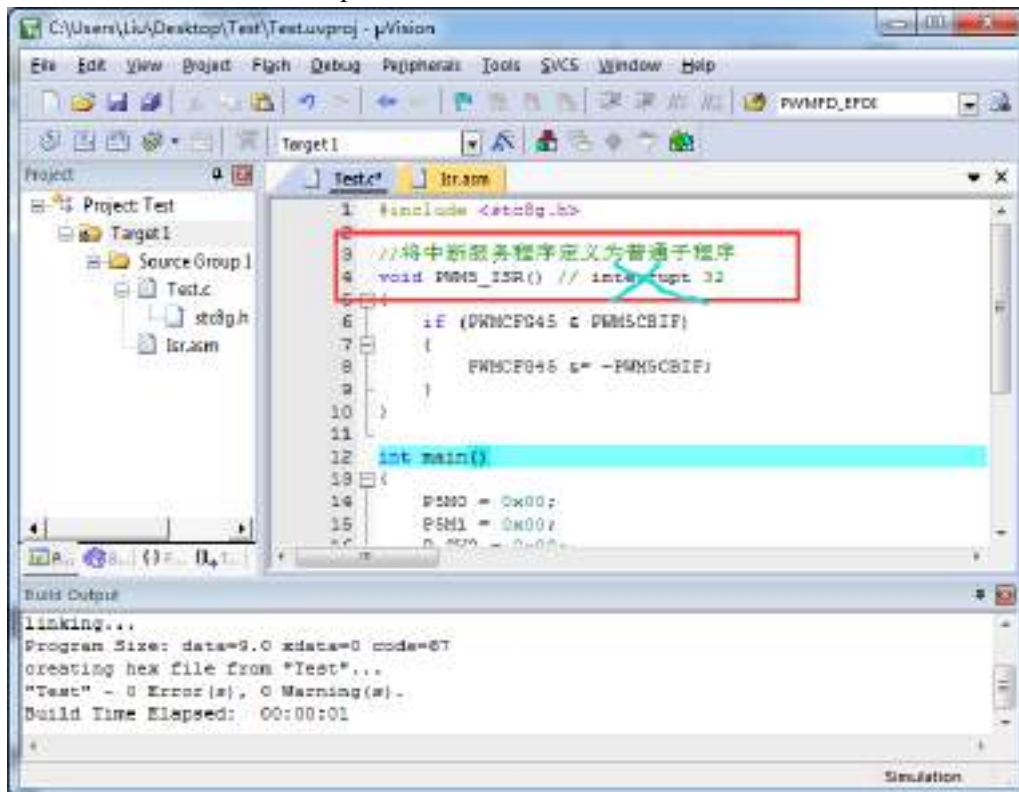 C:\Users\Liu\Desktop\Test\Test.uvproj - µVision
File Edit View Project Flash Debug Peripherals Tools SVCS Window Help
PWMFD_EFDI
Target 1
Project
Test.c* Isr.asm
Project: Test
Target 1
Source Group 1
Test.c
stc8g.h
Isr.asm
1 #include <stc8g.h>
2
3 //将中断服务程序定义为普通子程序
4 void PWM5_ISR() // interrupt 32
5 {
6 if (PWMCFG45 & PWM5CBIF)
7 {
8 PWMCFG45 &= ~PWM5CBIF;
9 }
10 }
11
12 int main()
13 {
14 P5M0 = 0x00;
15 P5M1 = 0x00;
Build Output
linking...
Program Size: data=9.0 xdata=0 code=67
creating hex file from "Test"...
"Test" - 0 Error(s), 0 Warning(s).
Build Time Elapsed: 00:00:01
Simulation